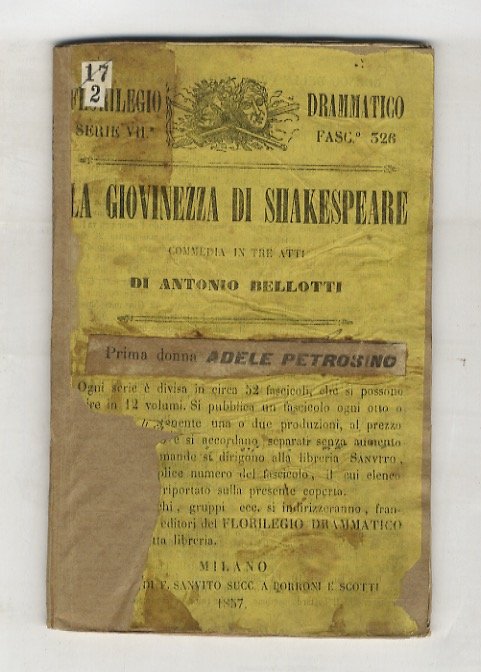 17
2
FLORILEGIO DRAMMATICO
SERIE VII.ª FASC.º 326
LA GIOVINEZZA DI SHAKESPEARE
COMMEDIA IN TRE ATTI
DI ANTONIO BELLOTTI
Prima donna ADELE PETROSINO
Ogni serie è divisa in circa 52 fascicoli, che si possono
in 12 volumi. Si pubblica un fascicolo ogni otto o
una o due produzioni, al prezzo
e si accordano separati senza aumento
si dirigono alla libreria SANVITO,
numero del fascicolo, il cui elenco
riportato sulla presente coperta.
gruppi ecc. si indirizzeranno, fran-
editori del FLORILEGIO DRAMMATICO
libreria.
MILANO
DI F. SANVITO SUCC. A BORRONI E SCOTTI
1857.